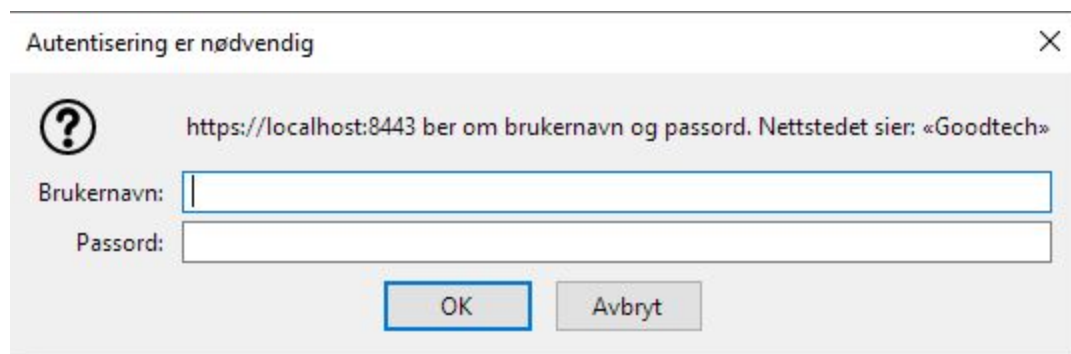 Autentisering er nødvendig
https://localhost:8443 ber om brukernavn og passord. Nettstedet sier: «Goodtech»
Brukernavn:
Passord:
OK Avbryt